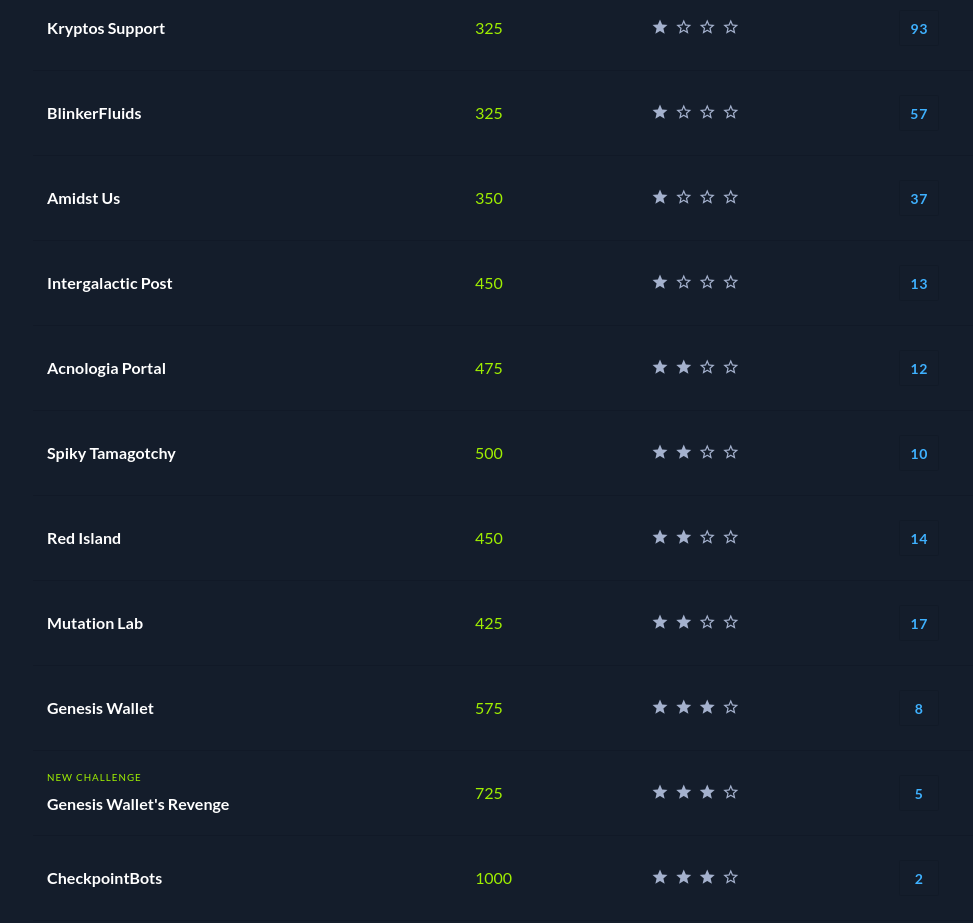 Kryptos Support 325 93
BlinkerFluids 325 57
Amidst Us 350 37
Intergalactic Post 450 13
Acnologia Portal 475 12
Spiky Tamagotchy 500 10
Red Island 450 14
Mutation Lab 425 17
Genesis Wallet 575 8
NEW CHALLENGE
Genesis Wallet's Revenge 725 5
CheckpointBots 1000 2